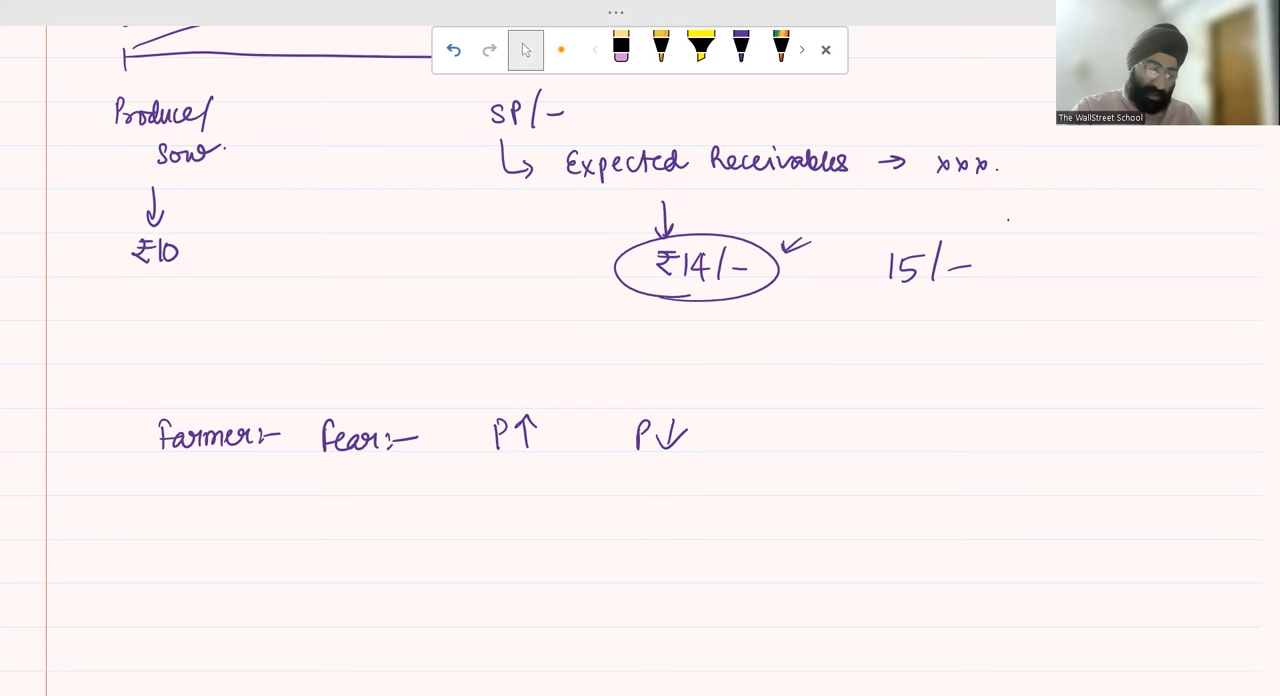 The WallStreet School
Produce/ SP/-
Sow. Expected Receivables → xxx.
₹10 ₹14/- 15/-
Farmer:- Fear:- P↑ P↓